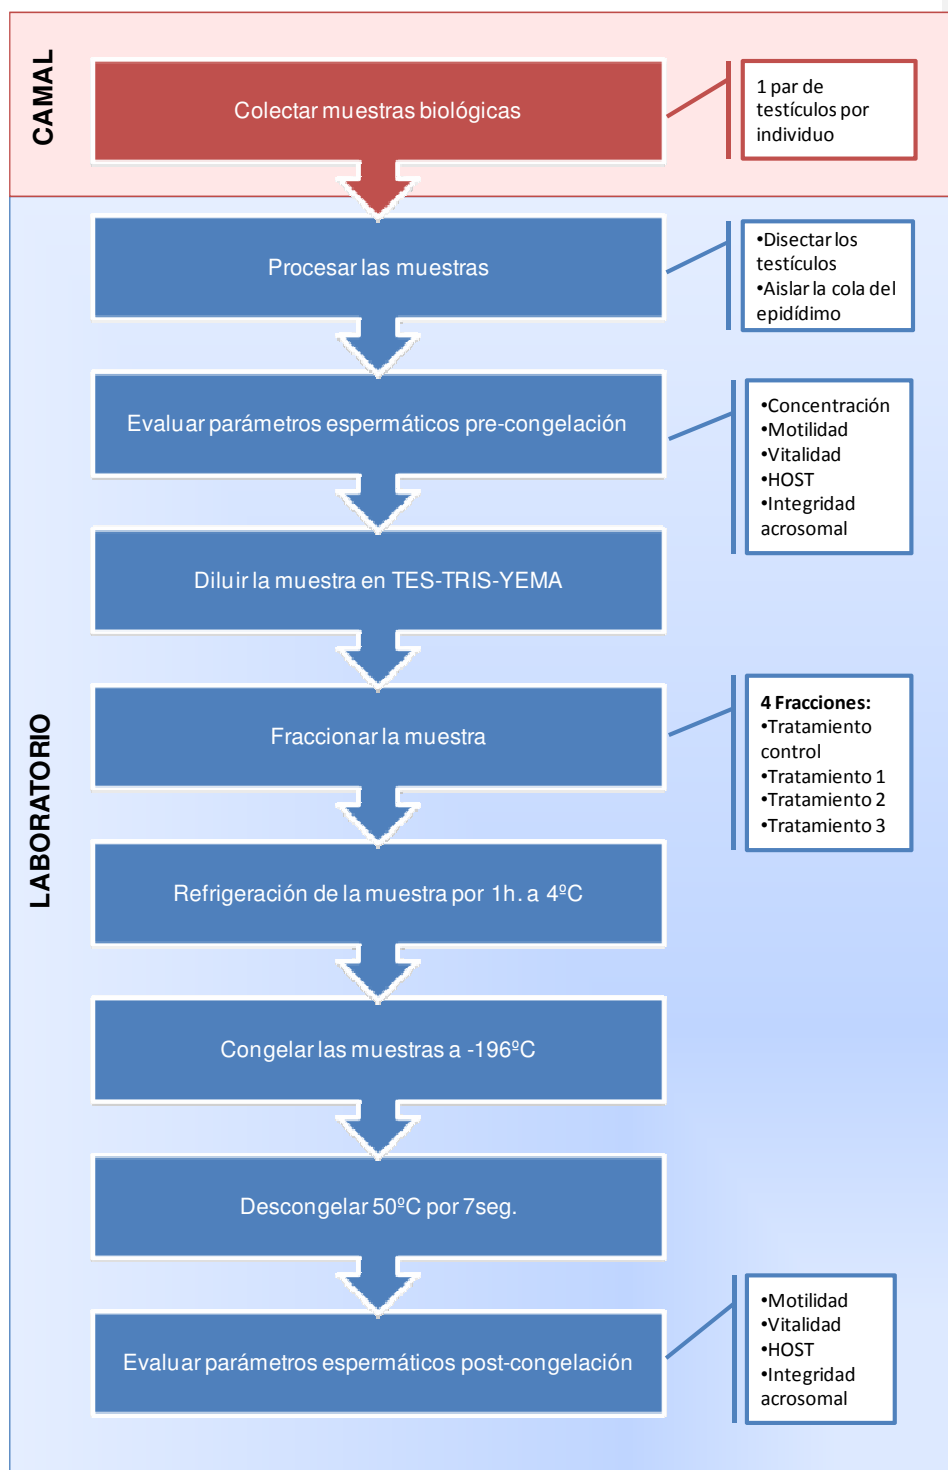 CAMAL
Colectar muestras biológicas
1 par de
testículos por
individuo
LABORATORIO
Procesar las muestras
•Disectar los
testículos
•Aislar la cola del
epidídimo
Evaluar parámetros espermáticos pre-congelación
•Concentración
•Motilidad
•Vitalidad
•HOST
•Integridad
acrosomal
Diluir la muestra en TES-TRIS-YEMA
Fraccionar la muestra
4 Fracciones:
•Tratamiento
control
•Tratamiento 1
•Tratamiento 2
•Tratamiento 3
Refrigeración de la muestra por 1h. a 4ºC
Congelar las muestras a -196ºC
Descongelar 50ºC por 7seg.
Evaluar parámetros espermáticos post-congelación
•Motilidad
•Vitalidad
•HOST
•Integridad
acrosomal